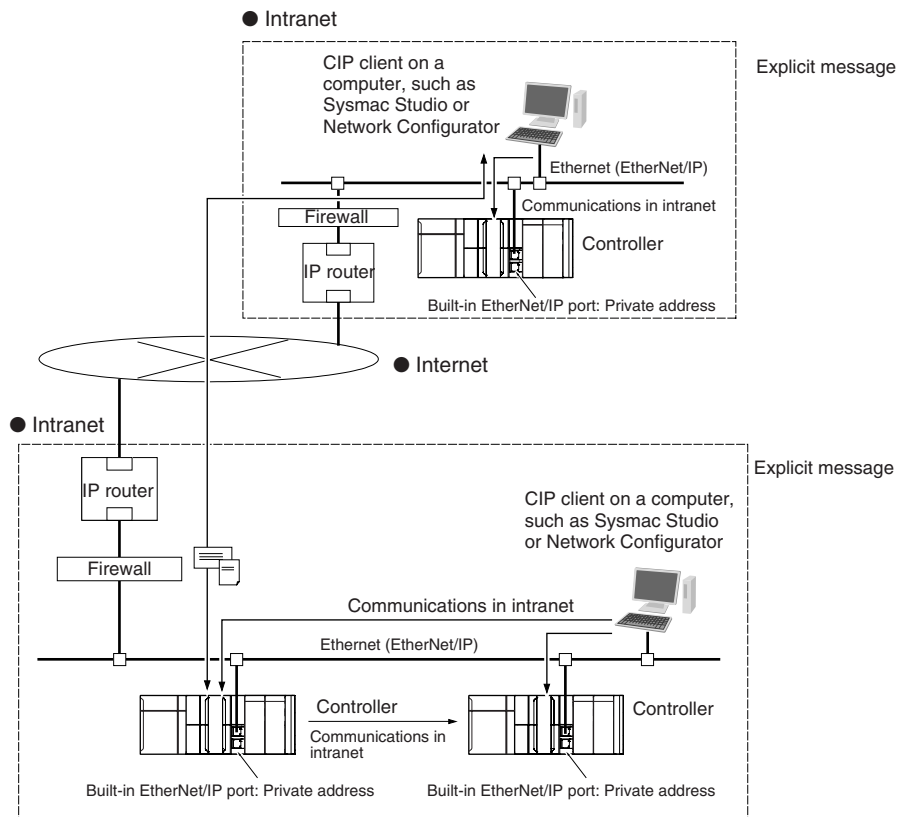 ● Intranet
CIP client on a
computer, such as
Sysmac Studio or
Network Configurator
Explicit message
Ethernet (EtherNet/IP)
Communications in intranet
Firewall
Controller
IP router
Built-in EtherNet/IP port: Private address
● Internet
● Intranet
Explicit message
IP router
CIP client on a computer,
such as Sysmac Studio
or Network Configurator
Firewall
Communications in intranet
Ethernet (EtherNet/IP)
Controller
Communications in
intranet
Controller
Built-in EtherNet/IP port: Private address
Built-in EtherNet/IP port: Private address